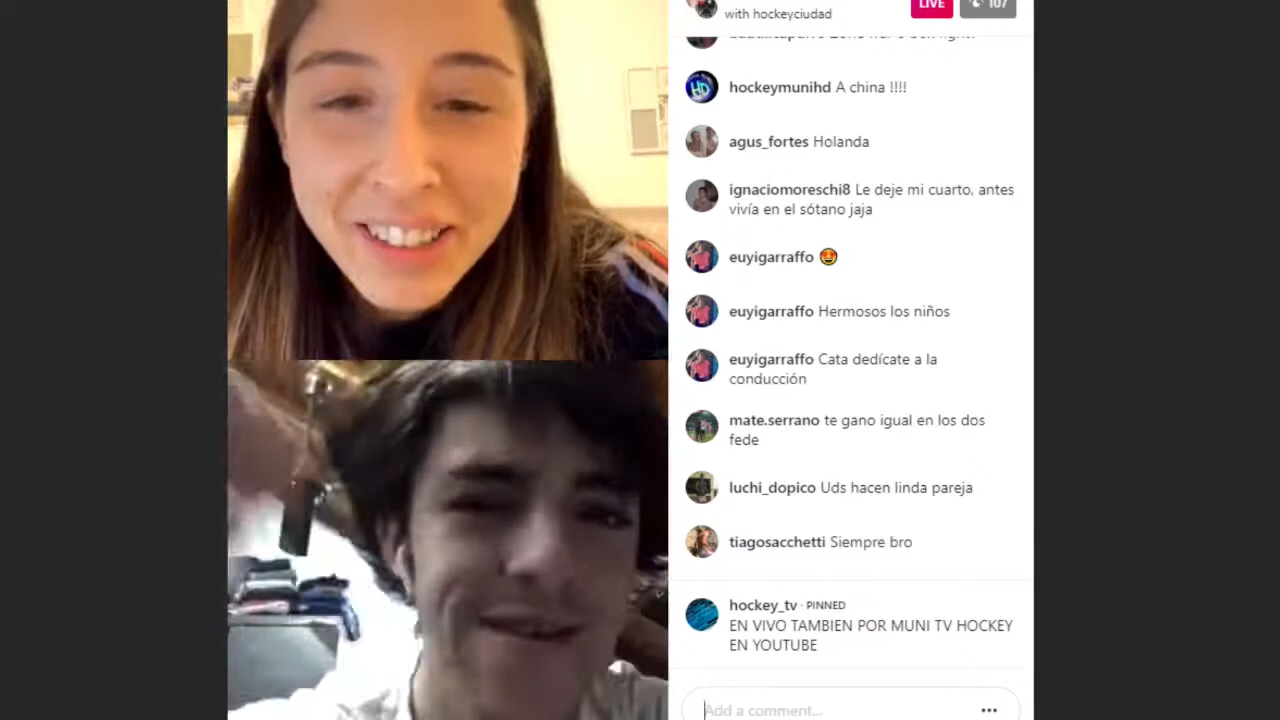 LIVE
107
with hockeyciudad
hockeymunihd A china !!!!
agus_fortes Holanda
ignaciomoreschi8 Le deje mi cuarto, antes
vivía en el sótano jaja
euyigarraffo 🤩
euyigarraffo Hermosos los niños
euyigarraffo Cata dedícate a la
conducción
mate.serrano te gano igual en los dos
fede
luchi_dopico Uds hacen linda pareja
tiagosacchetti Siempre bro
hockey_tv · PINNED
EN VIVO TAMBIEN POR MUNI TV HOCKEY
EN YOUTUBE
Add a comment...